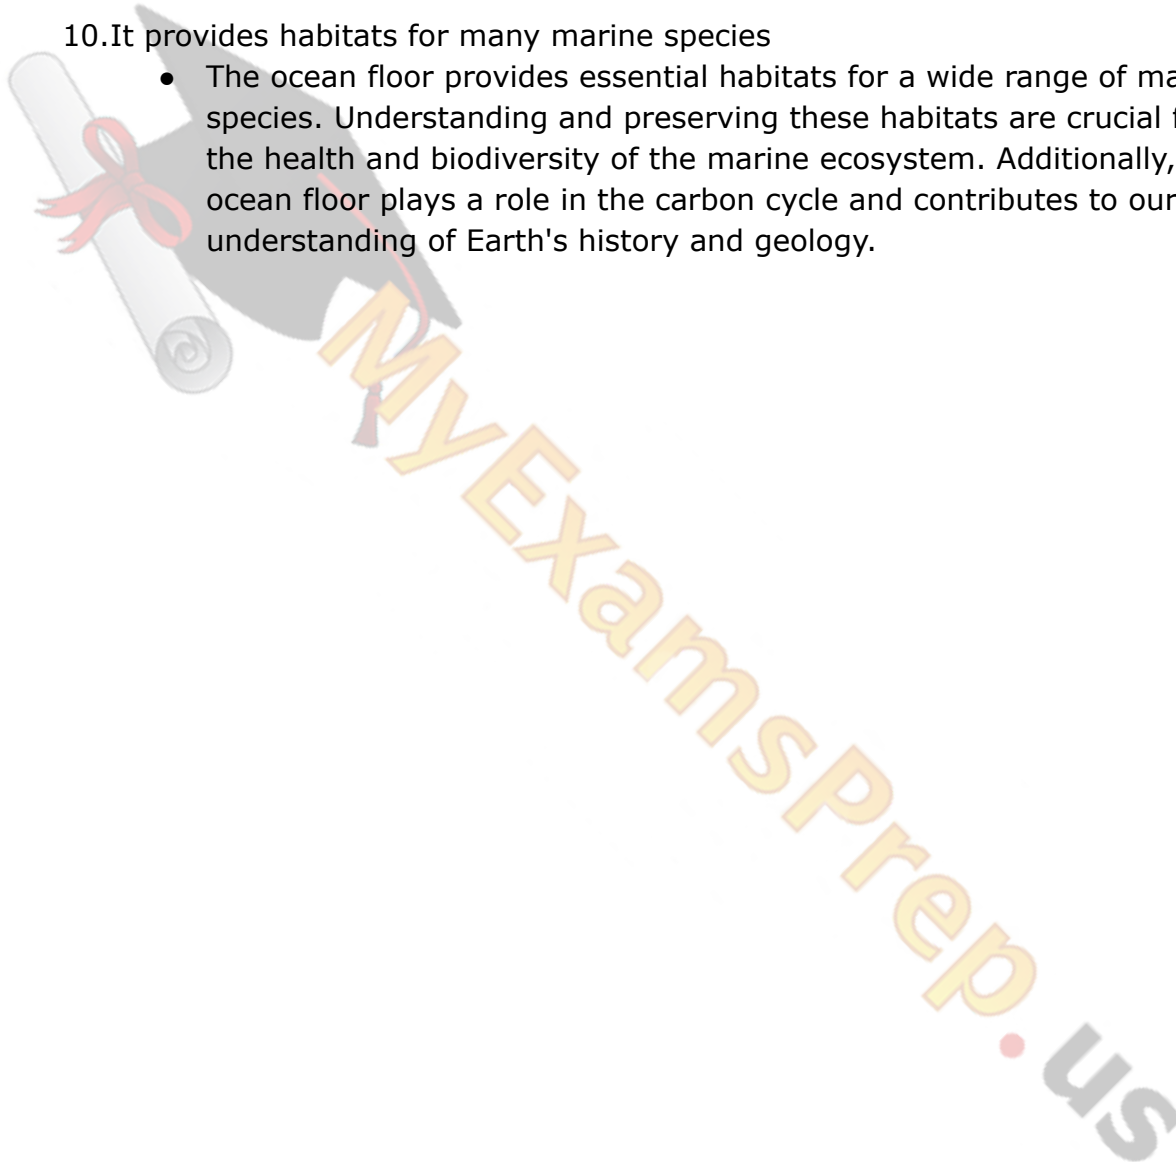 10.It provides habitats for many marine species
● The ocean floor provides essential habitats for a wide range of
species. Understanding and preserving these habitats are crucial
the health and biodiversity of the marine ecosystem. Additionally,
ocean floor plays a role in the carbon cycle and contributes to our
understanding of Earth's history and geology.
MyExamsPrep.us